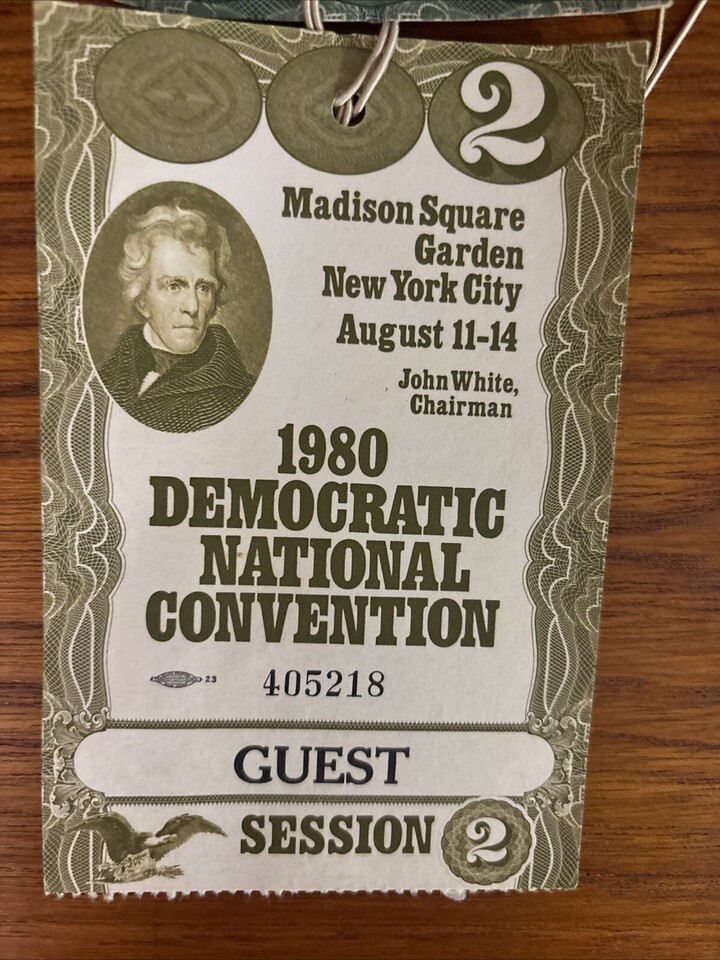 2
Madison Square
Garden
New York City
August 11-14
John White,
Chairman
1980
DEMOCRATIC
NATIONAL
CONVENTION
23
405218
GUEST
SESSION 2